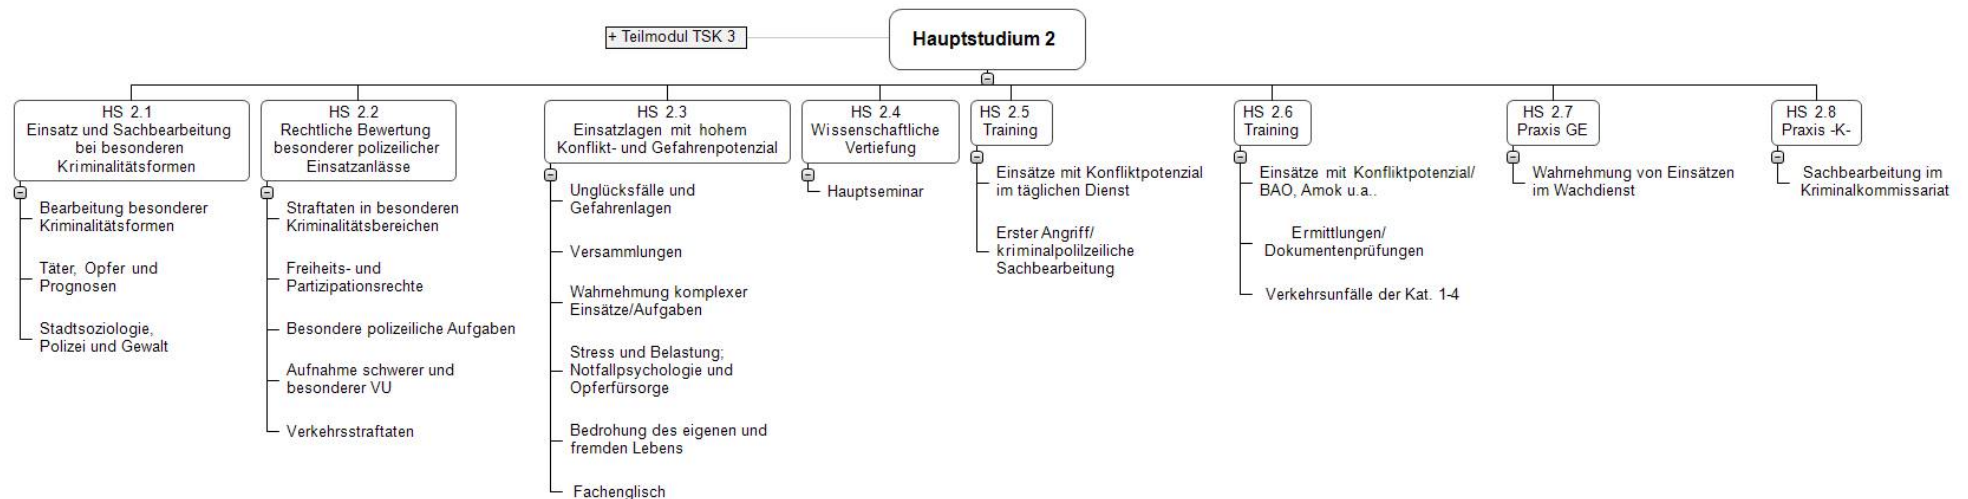 + Teilmodul TSK 3
Hauptstudium 2
HS 2.1
Einsatz und Sachbearbeitung
bei besonderen
Kriminalitätsformen
Bearbeitung besonderer
Kriminalitätsformen
Täter, Opfer und
Prognosen
Stadtsoziologie,
Polizei und Gewalt
HS 2.2
Rechtliche Bewertung
besonderer polizeilicher
Einsatzanlässe
Straftaten in besonderen
Kriminalitätsbereichen
Freiheits- und
Partizipationsrechte
Besondere polizeiliche Aufgaben
Aufnahme schwerer und
besonderer VU
Verkehrsstraftaten
HS 2.3
Einsatzlagen mit hohem
Konflikt- und Gefahrenpotenzial
Unglücksfälle und
Gefahrenlagen
Versammlungen
Wahrnehmung komplexer
Einsätze/Aufgaben
Stress und Belastung;
Notfallpsychologie und
Opferfürsorge
Bedrohung des eigenen und
fremden Lebens
Fachenglisch
HS 2.4
Wissenschaftliche
Vertiefung
Hauptseminar
HS 2.5
Training
Einsätze mit Konfliktpotenzial
im täglichen Dienst
Erster Angriff/
kriminalpolilzeiliche
Sachbearbeitung
HS 2.6
Training
Einsätze mit Konfliktpotenzial/
BAO, Amok u.a..
Ermittlungen/
Dokumentenprüfungen
Verkehrsunfälle der Kat. 1-4
HS 2.7
Praxis GE
Wahrnehmung von Einsätzen
im Wachdienst
HS 2.8
Praxis -K-
Sachbearbeitung im
Kriminalkommissariat